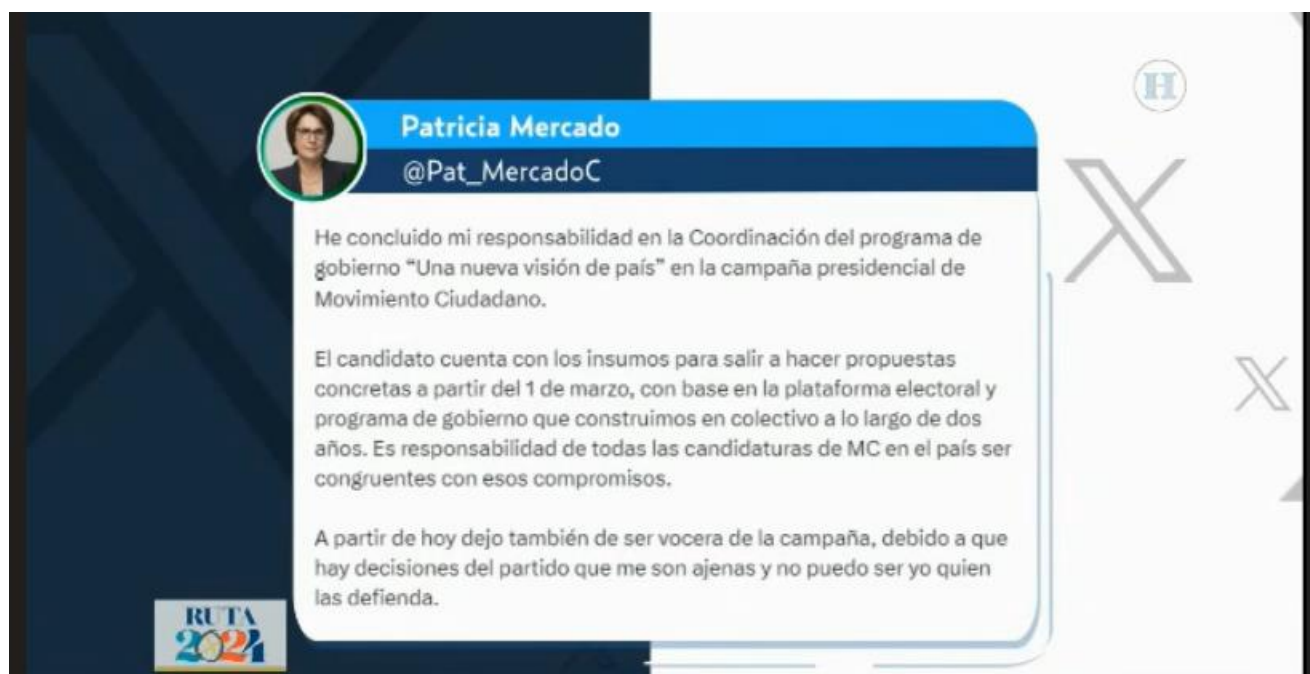 H
Patricia Mercado
@Pat_MercadoC
He concluido mi responsabilidad en la Coordinación del programa de
gobierno “Una nueva visión de país” en la campaña presidencial de
Movimiento Ciudadano.
El candidato cuenta con los insumos para salir a hacer propuestas
concretas a partir del 1 de marzo, con base en la plataforma electoral y
programa de gobierno que construimos en colectivo a lo largo de dos
años. Es responsabilidad de todas las candidaturas de MC en el país ser
congruentes con esos compromisos.
A partir de hoy dejo también de ser vocera de la campaña, debido a que
hay decisiones del partido que me son ajenas y no puedo ser yo quien
las defienda.
RUTA
2024